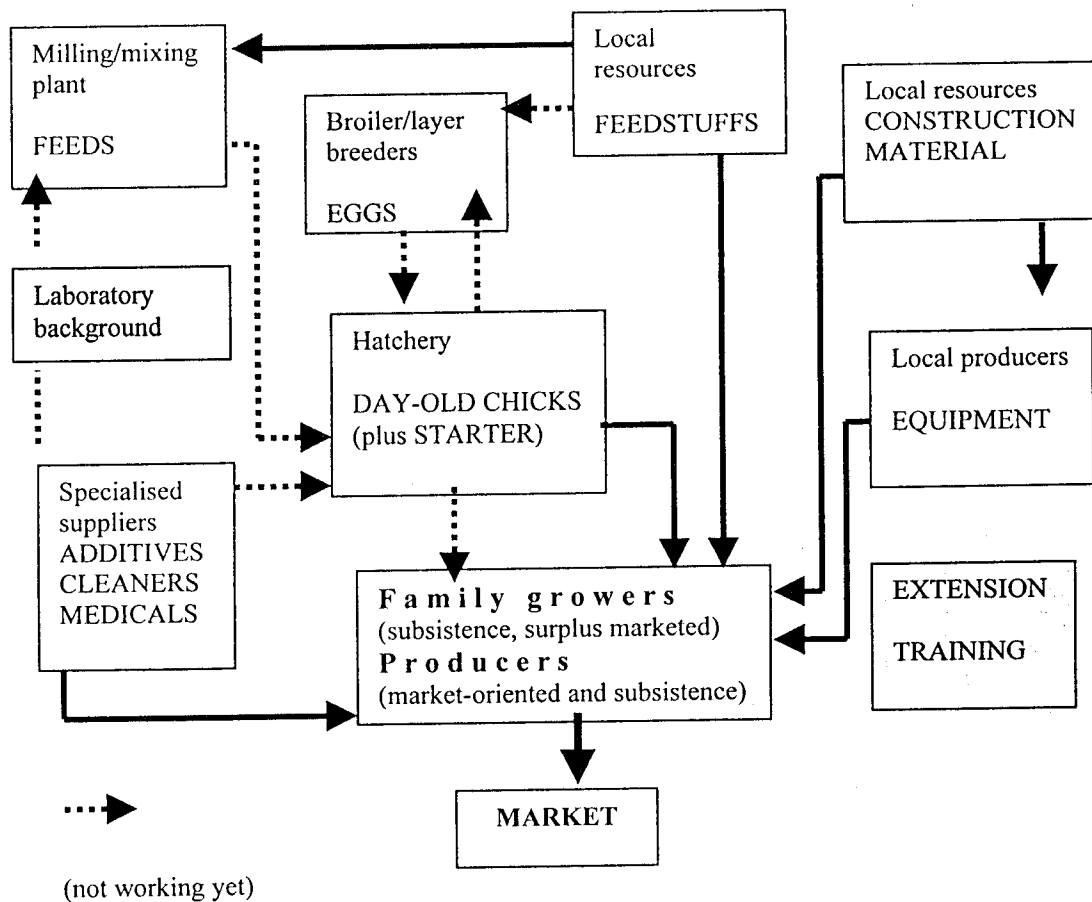 Milling/mixing
plant
FEEDS
Local
resources
FEEDSTUFFS
Local resources
CONSTRUCTION
MATERIAL
Broiler/layer
breeders
EGGS
Laboratory
background
Hatchery
DAY-OLD CHICKS
(plus STARTER)
Local producers
EQUIPMENT
Specialised
suppliers
ADDITIVES
CLEANERS
MEDICALS
Family growers
(subsistence, surplus marketed)
Producers
(market-oriented and subsistence)
EXTENSION
TRAINING
MARKET
(not working yet)